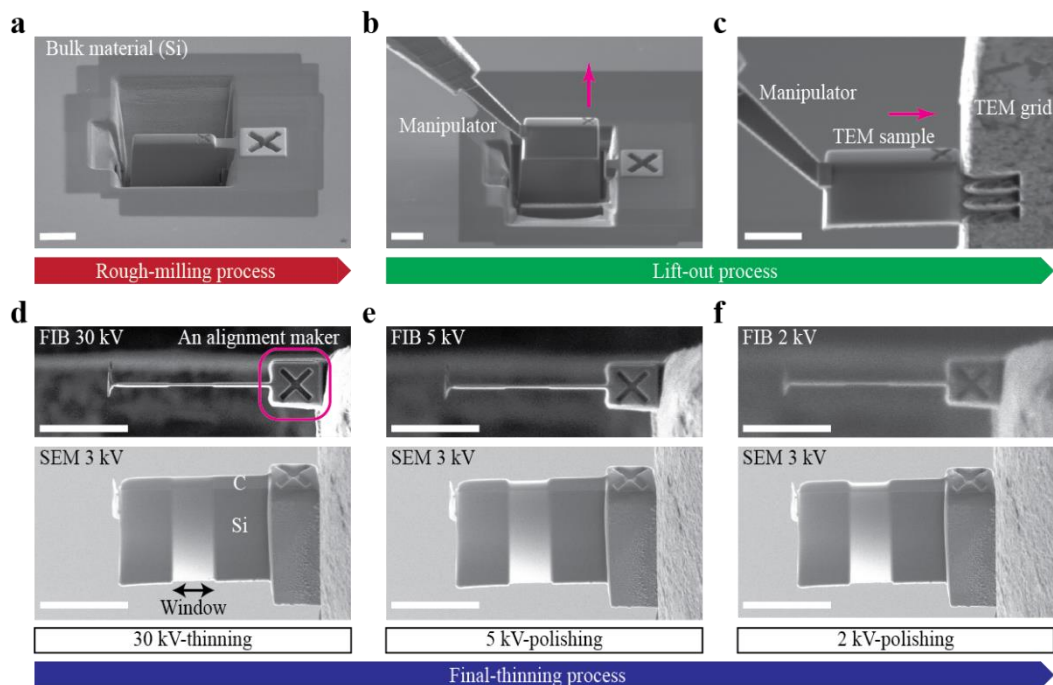 a
Bulk material (Si)
b
Manipulator
c
Manipulator
TEM grid
TEM sample
Rough-milling process
Lift-out process
d
FIB 30 kV
An alignment maker
e
FIB 5 kV
f
FIB 2 kV
SEM 3 kV
C
Si
Window
SEM 3 kV
SEM 3 kV
30 kV-thinning
5 kV-polishing
2 kV-polishing
Final-thinning process